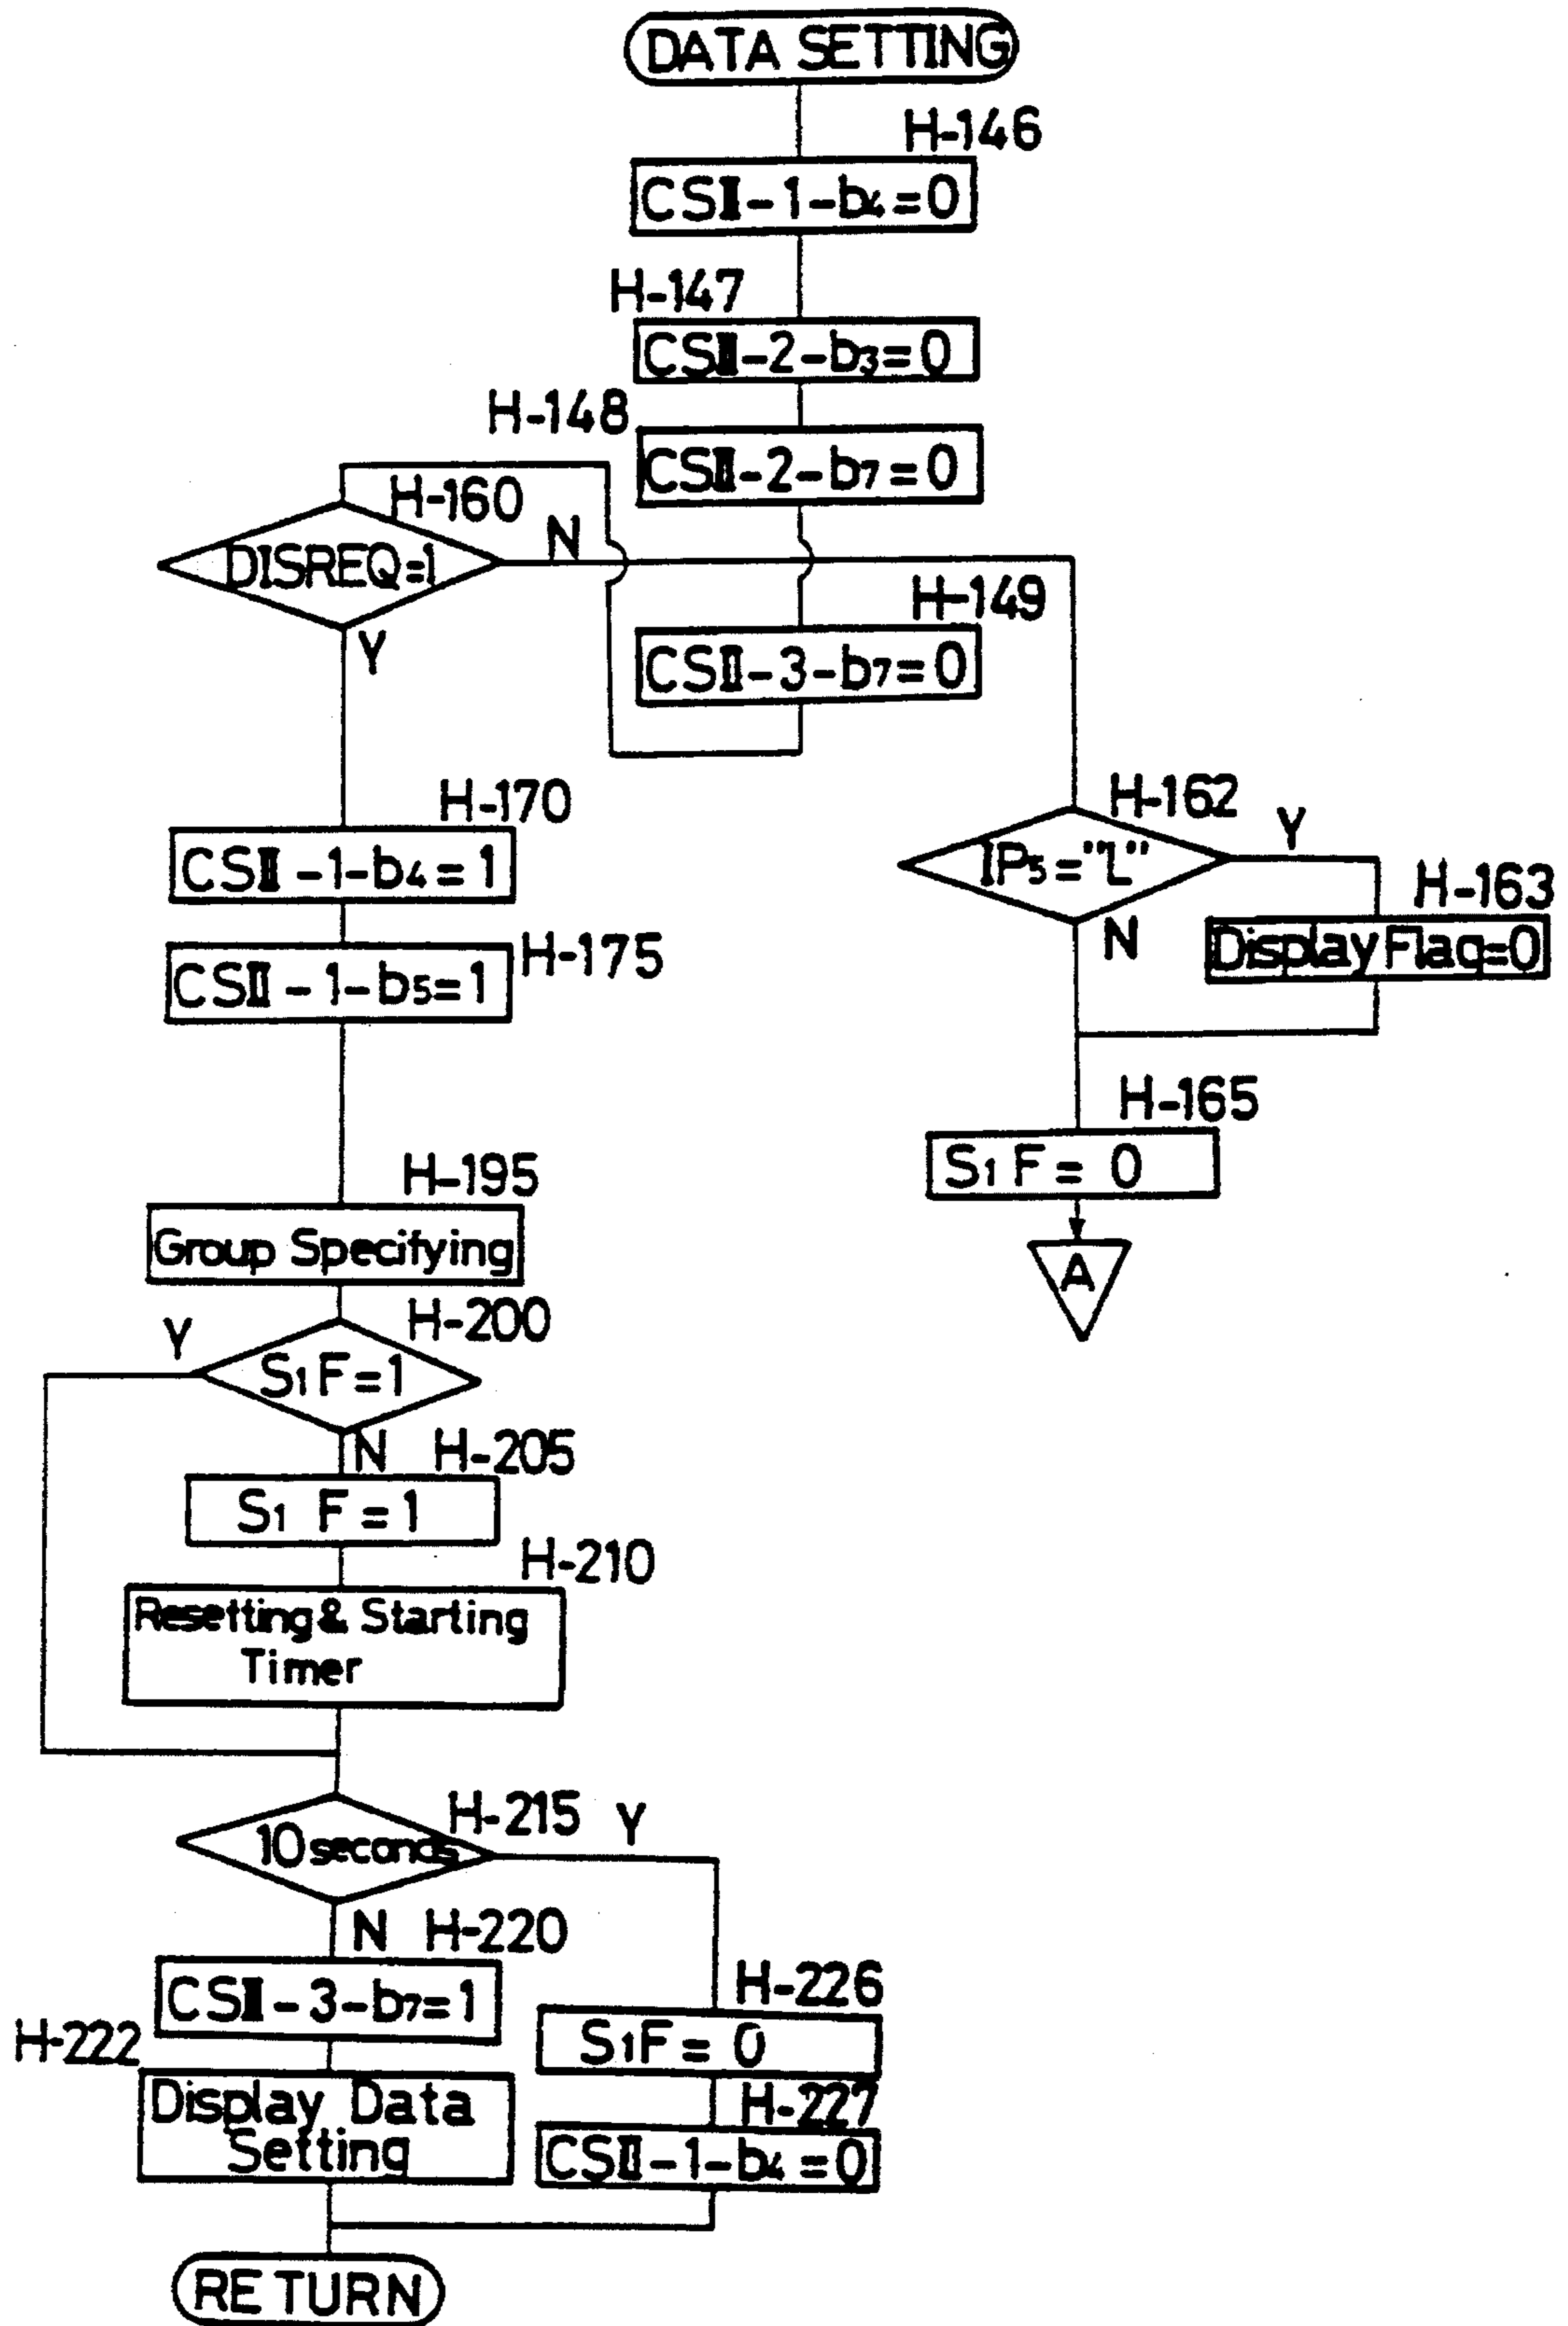 DATA SETTING
H-146
CSII-1-b4=0
H-147
CSII-2-b3=0
H-148
CSII-2-b7=0
H-160
DISREQ=1
N
Y
H-149
CSII-3-b7=0
H-170
CSII-1-b4=1
H-175
CSII-1-b5=1
H-162
IP5="L"
Y
N
H-163
Display Flag=0
H-165
S1F=0
A
H-195
Group Specifying
H-200
Y
S1F=1
N
H-205
S1F=1
H-210
Resetting & Starting
Timer
H-215
Y
10 seconds
N
H-220
CSII-3-b7=1
H-222
Display Data
Setting
H-226
S1F=0
H-227
CSII-1-b4=0
RETURN